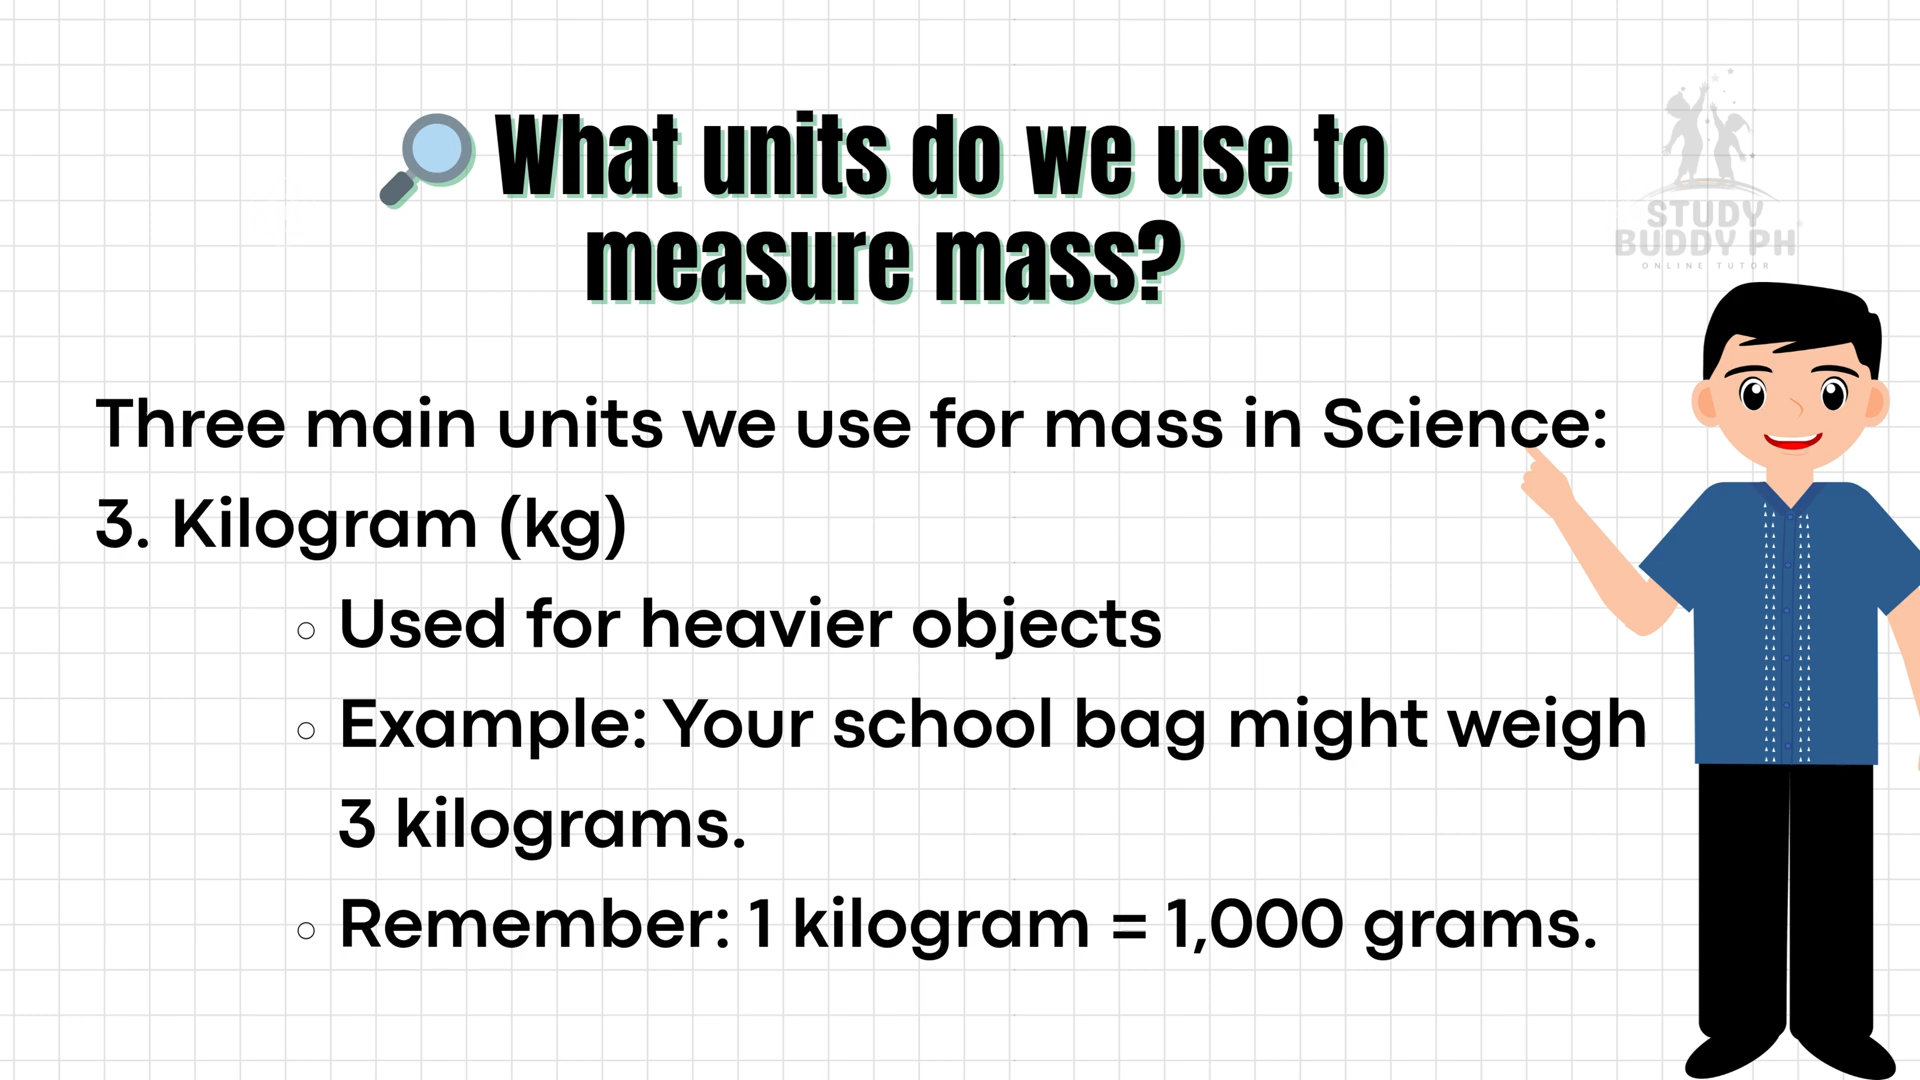 What units do we use to
measure mass?
STUDY
BUDDY PH
ONLINE TUTOR
Three main units we use for mass in Science:
3. Kilogram (kg)
Used for heavier objects
Example: Your school bag might weigh
3 kilograms.
Remember: 1 kilogram = 1,000 grams.